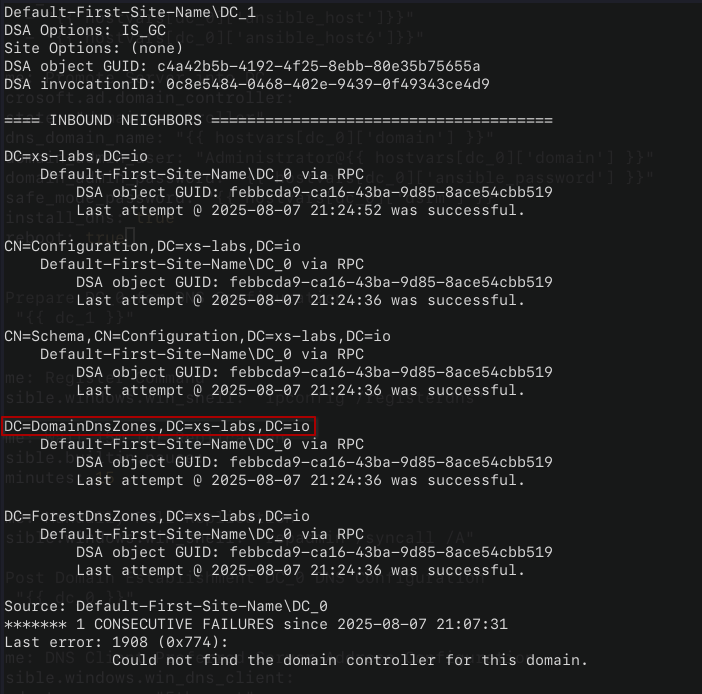 Default-First-Site-Name\DC_1
DSA Options: IS_GC
Site Options: (none)
DSA object GUID: c4a42b5b-4192-4f25-8ebb-80e35b75655a
DSA invocationID: 0c8e5484-0468-402e-9439-0f49343ce4d9
==== INBOUND NEIGHBORS ======================================
DC=xs-labs,DC=io
Default-First-Site-Name\DC_0 via RPC
DSA object GUID: febbcda9-ca16-43ba-9d85-8ace54cbb519
Last attempt @ 2025-08-07 21:24:52 was successful.
CN=Configuration,DC=xs-labs,DC=io
Default-First-Site-Name\DC_0 via RPC
DSA object GUID: febbcda9-ca16-43ba-9d85-8ace54cbb519
Last attempt @ 2025-08-07 21:24:36 was successful.
CN=Schema,CN=Configuration,DC=xs-labs,DC=io
Default-First-Site-Name\DC_0 via RPC
DSA object GUID: febbcda9-ca16-43ba-9d85-8ace54cbb519
Last attempt @ 2025-08-07 21:24:36 was successful.
DC=DomainDnsZones,DC=xs-labs,DC=io
Default-First-Site-Name\DC_0 via RPC
DSA object GUID: febbcda9-ca16-43ba-9d85-8ace54cbb519
Last attempt @ 2025-08-07 21:24:36 was successful.
DC=ForestDnsZones,DC=xs-labs,DC=io
Default-First-Site-Name\DC_0 via RPC
DSA object GUID: febbcda9-ca16-43ba-9d85-8ace54cbb519
Last attempt @ 2025-08-07 21:24:36 was successful.
Source: Default-First-Site-Name\DC_0
******* 1 CONSECUTIVE FAILURES since 2025-08-07 21:07:31
Last error: 1908 (0x774):
Could not find the domain controller for this domain.